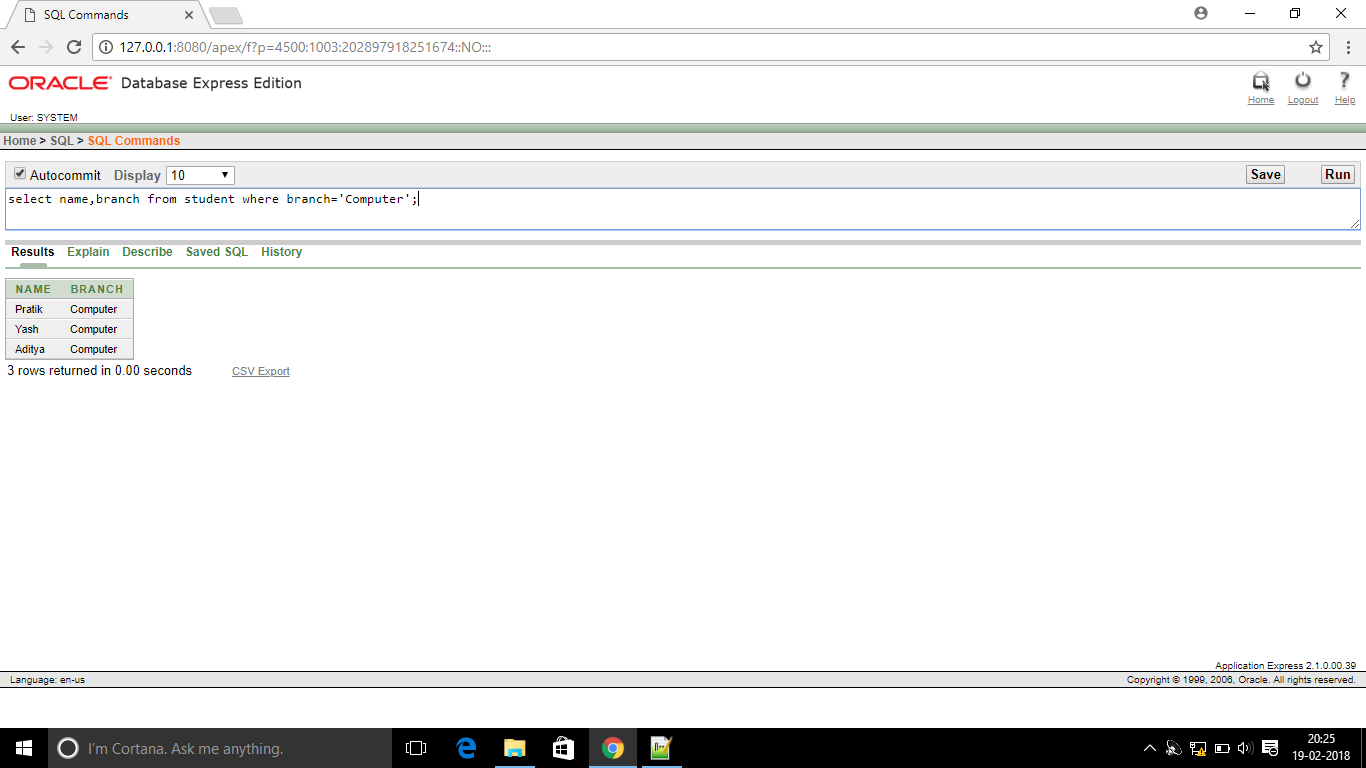 SQL Commands
127.0.0.1:8080/apex/f?p=4500:1003:202897918251674::NO:::
ORACLE Database Express Edition
Home Logout Help
User: SYSTEM
Home > SQL > SQL Commands
Autocommit Display 10 Save Run
select name,branch from student where branch='Computer';
Results Explain Describe Saved SQL History
NAME BRANCH
Pratik Computer
Yash Computer
Aditya Computer
3 rows returned in 0.00 seconds CSV Export
Application Express 2.1.0.00.39
Language: en-us Copyright © 1999, 2006, Oracle. All rights reserved.
I'm Cortana. Ask me anything.
20:25
19-02-2018